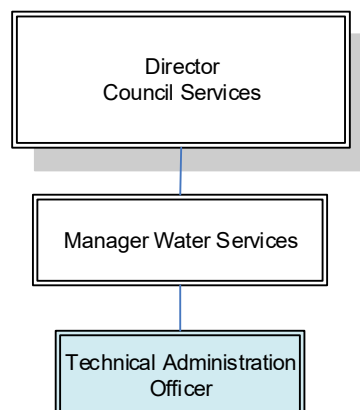 Director
Council Services
Manager Water Services
Technical Administration
Officer